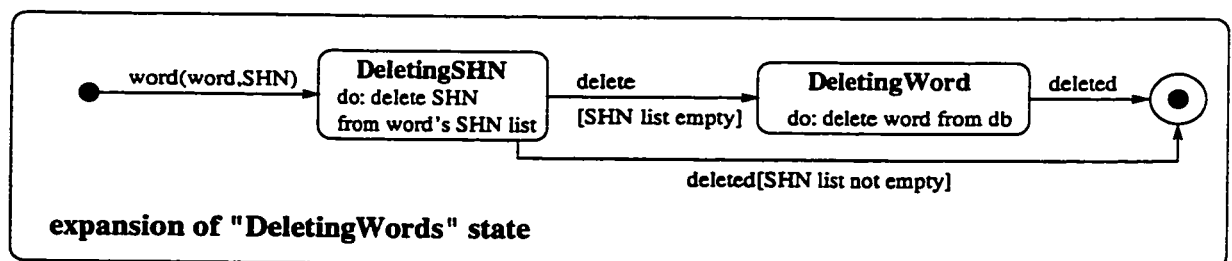 word(word,SHN)
DeletingSHN
do: delete SHN
from word's SHN list
delete
[SHN list empty]
DeletingWord
do: delete word from db
deleted
deleted[SHN list not empty]
expansion of "DeletingWords" state